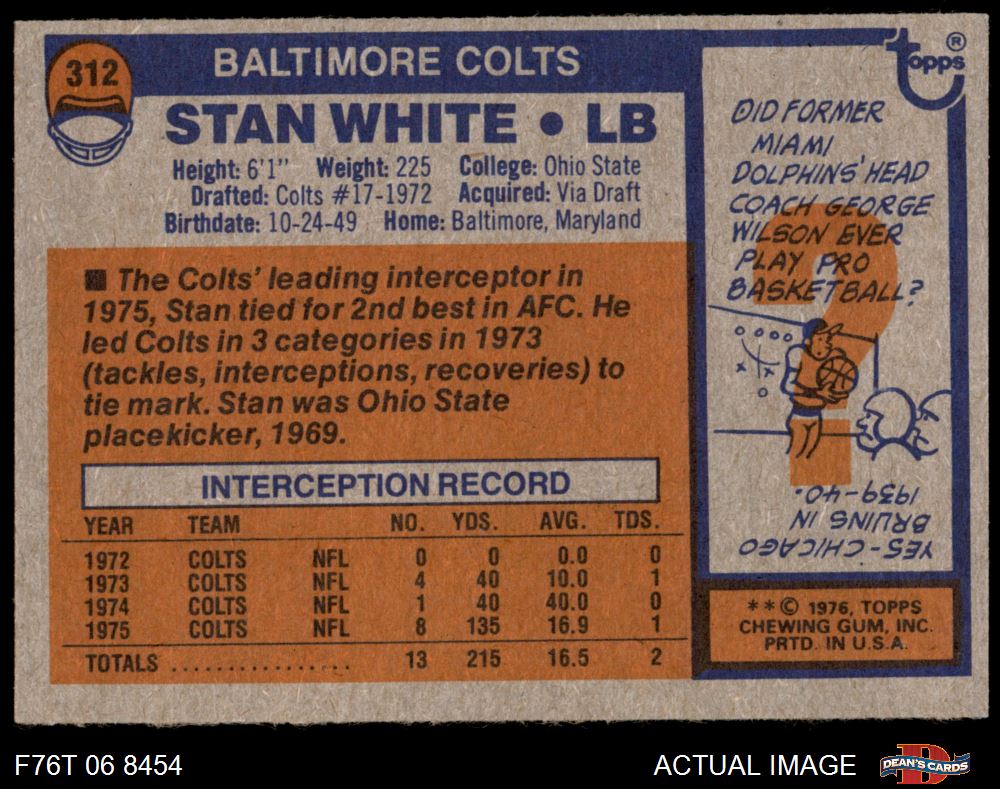 312
BALTIMORE COLTS
STAN WHITE • LB
Height: 6'1" Weight: 225 College: Ohio State
Drafted: Colts #17-1972 Acquired: Via Draft
Birthdate: 10-24-49 Home: Baltimore, Maryland
■ The Colts' leading interceptor in
1975, Stan tied for 2nd best in AFC. He
led Colts in 3 categories in 1973
(tackles, interceptions, recoveries) to
tie mark. Stan was Ohio State
placekicker, 1969.
INTERCEPTION RECORD
YEAR TEAM NO. YDS. AVG. TDS.
1972 COLTS NFL 0 0 0.0 0
1973 COLTS NFL 4 40 10.0 1
1974 COLTS NFL 1 40 40.0 0
1975 COLTS NFL 8 135 16.9 1
TOTALS .................. 13 215 16.5 2
topps ®
DID FORMER
MIAMI
DOLPHINS' HEAD
COACH GEORGE
WILSON EVER
PLAY PRO
BASKETBALL?
?
YES-CHICAGO
BRUINS IN
1939-40.
**© 1976, TOPPS
CHEWING GUM, INC.
PRTD. IN U.S.A.
F76T 06 8454
ACTUAL IMAGE
D
DEAN'S CARDS